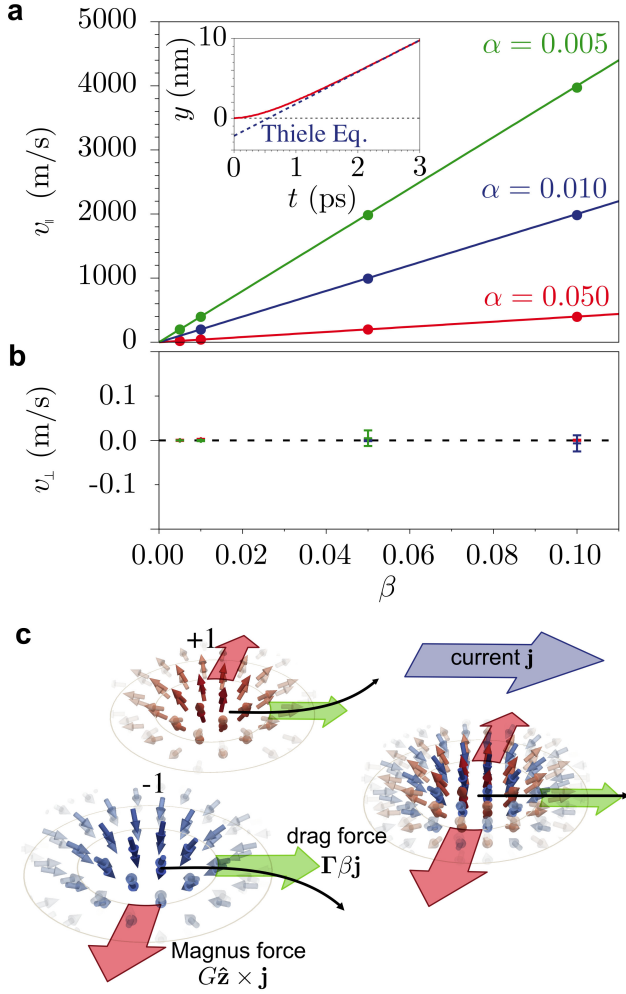 a
5000
4000
3000
2000
1000
0
v∥ (m/s)
α = 0.005
α = 0.010
α = 0.050
10
0
y (nm)
Thiele Eq.
0 1 2 3
t (ps)
b
0.1
0.0
-0.1
v⊥ (m/s)
0.00 0.02 0.04 0.06 0.08 0.10
β
c
+1
current j
-1
drag force
Γβj
Magnus force
Gẑ × j